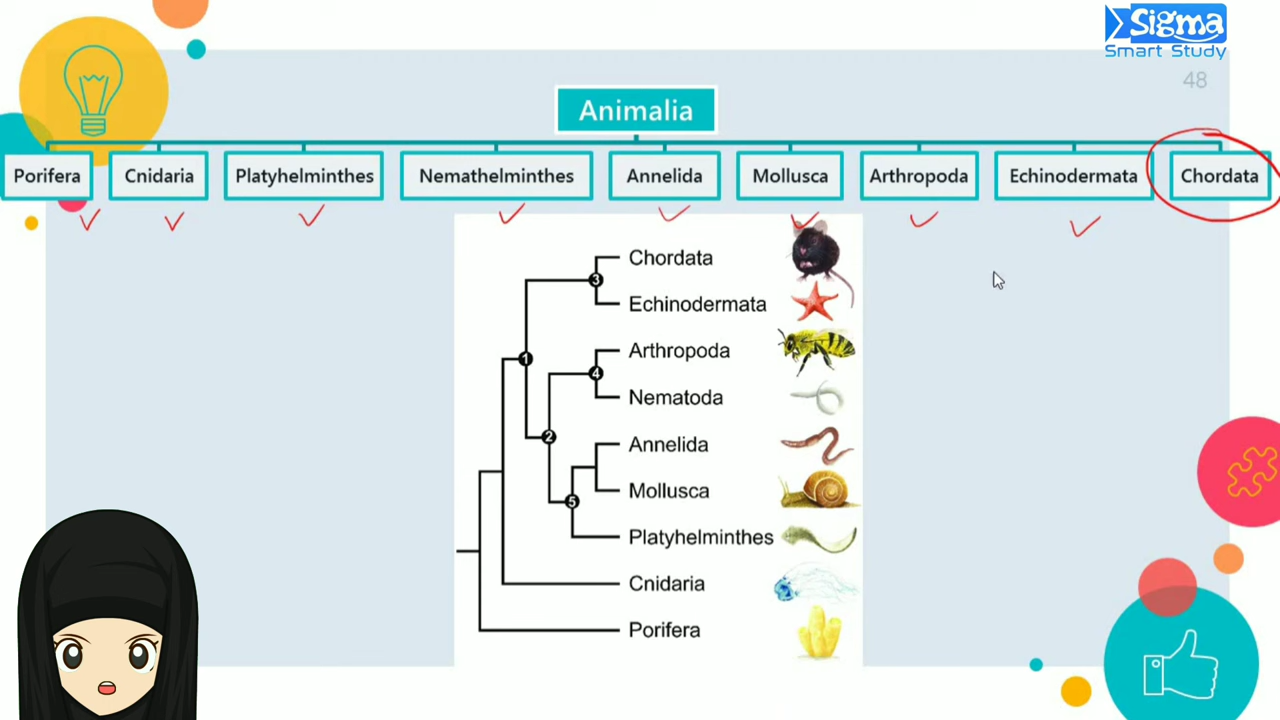 Sigma
Smart Study
48
Animalia
Porifera Cnidaria Platyhelminthes Nemathelminthes Annelida Mollusca Arthropoda Echinodermata Chordata
Chordata
3
Echinodermata
Arthropoda
1
4
Nematoda
2
Annelida
Mollusca
5
Platyhelminthes
Cnidaria
Porifera